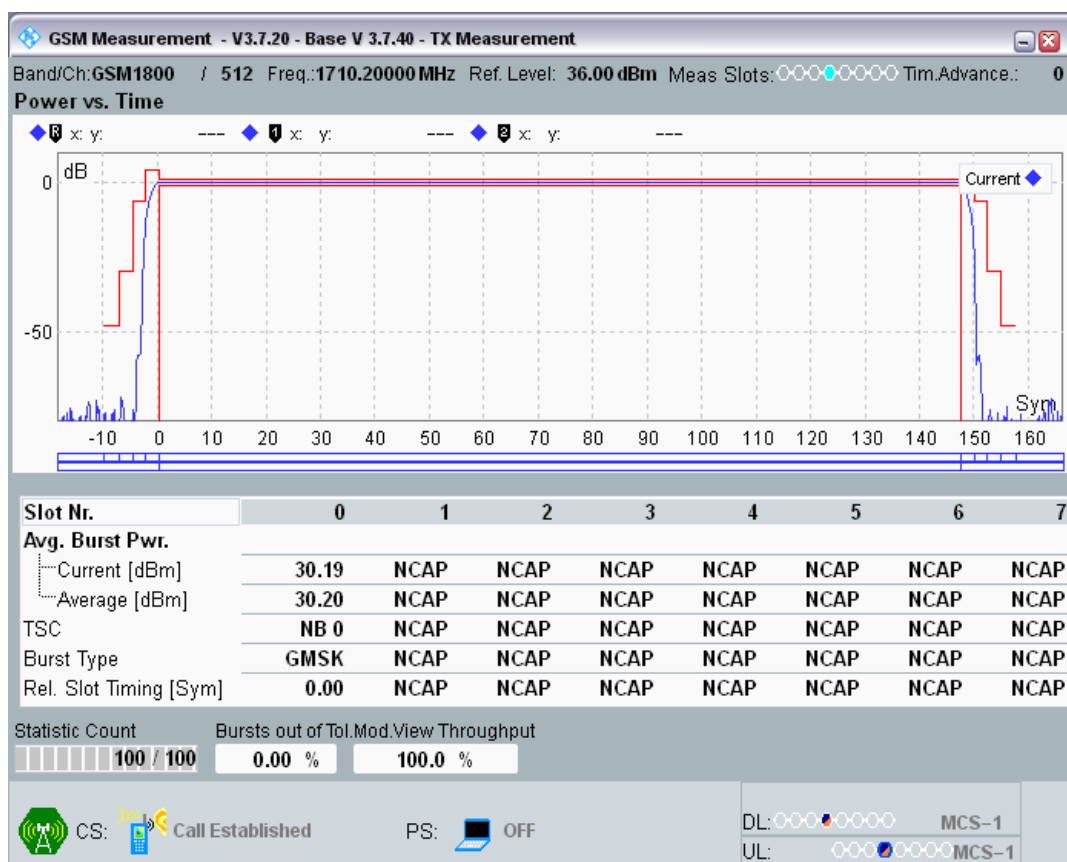 GSM Measurement - V3.7.20 - Base V 3.7.40 - TX Measurement
Band/Ch:GSM1800 / 512 Freq.:1710.20000 MHz Ref. Level: 36.00 dBm Meas Slots: Tim.Advance.: 0
Power vs. Time
R x: y: --- 1 x: y: --- 2 x: y: ---
dB
0
Current
-50
Sym
-10 0 10 20 30 40 50 60 70 80 90 100 110 120 130 140 150 160
Slot Nr. 0 1 2 3 4 5 6 7
Avg. Burst Pwr.
Current [dBm] 30.19 NCAP NCAP NCAP NCAP NCAP NCAP NCAP
Average [dBm] 30.20 NCAP NCAP NCAP NCAP NCAP NCAP NCAP
TSC NB 0 NCAP NCAP NCAP NCAP NCAP NCAP NCAP
Burst Type GMSK NCAP NCAP NCAP NCAP NCAP NCAP NCAP
Rel. Slot Timing [Sym] 0.00 NCAP NCAP NCAP NCAP NCAP NCAP NCAP
Statistic Count Bursts out of Tol. Mod.View Throughput
100 / 100 0.00 % 100.0 %
CS: Call Established PS: OFF
DL: MCS-1
UL: MCS-1